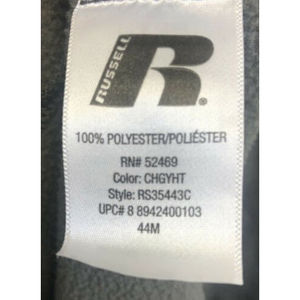 RUSSELL
R
100% POLYESTER/POLIÉSTER
RN# 52469
Color: CHGYHT
Style: RS35443C
UPC# 8 8942400103
44M